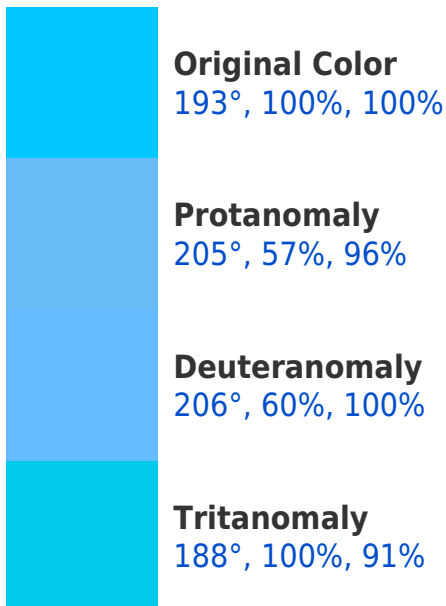 Original Color
193°, 100%, 100%
Protanomaly
205°, 57%, 96%
Deuteranomaly
206°, 60%, 100%
Tritanomaly
188°, 100%, 91%